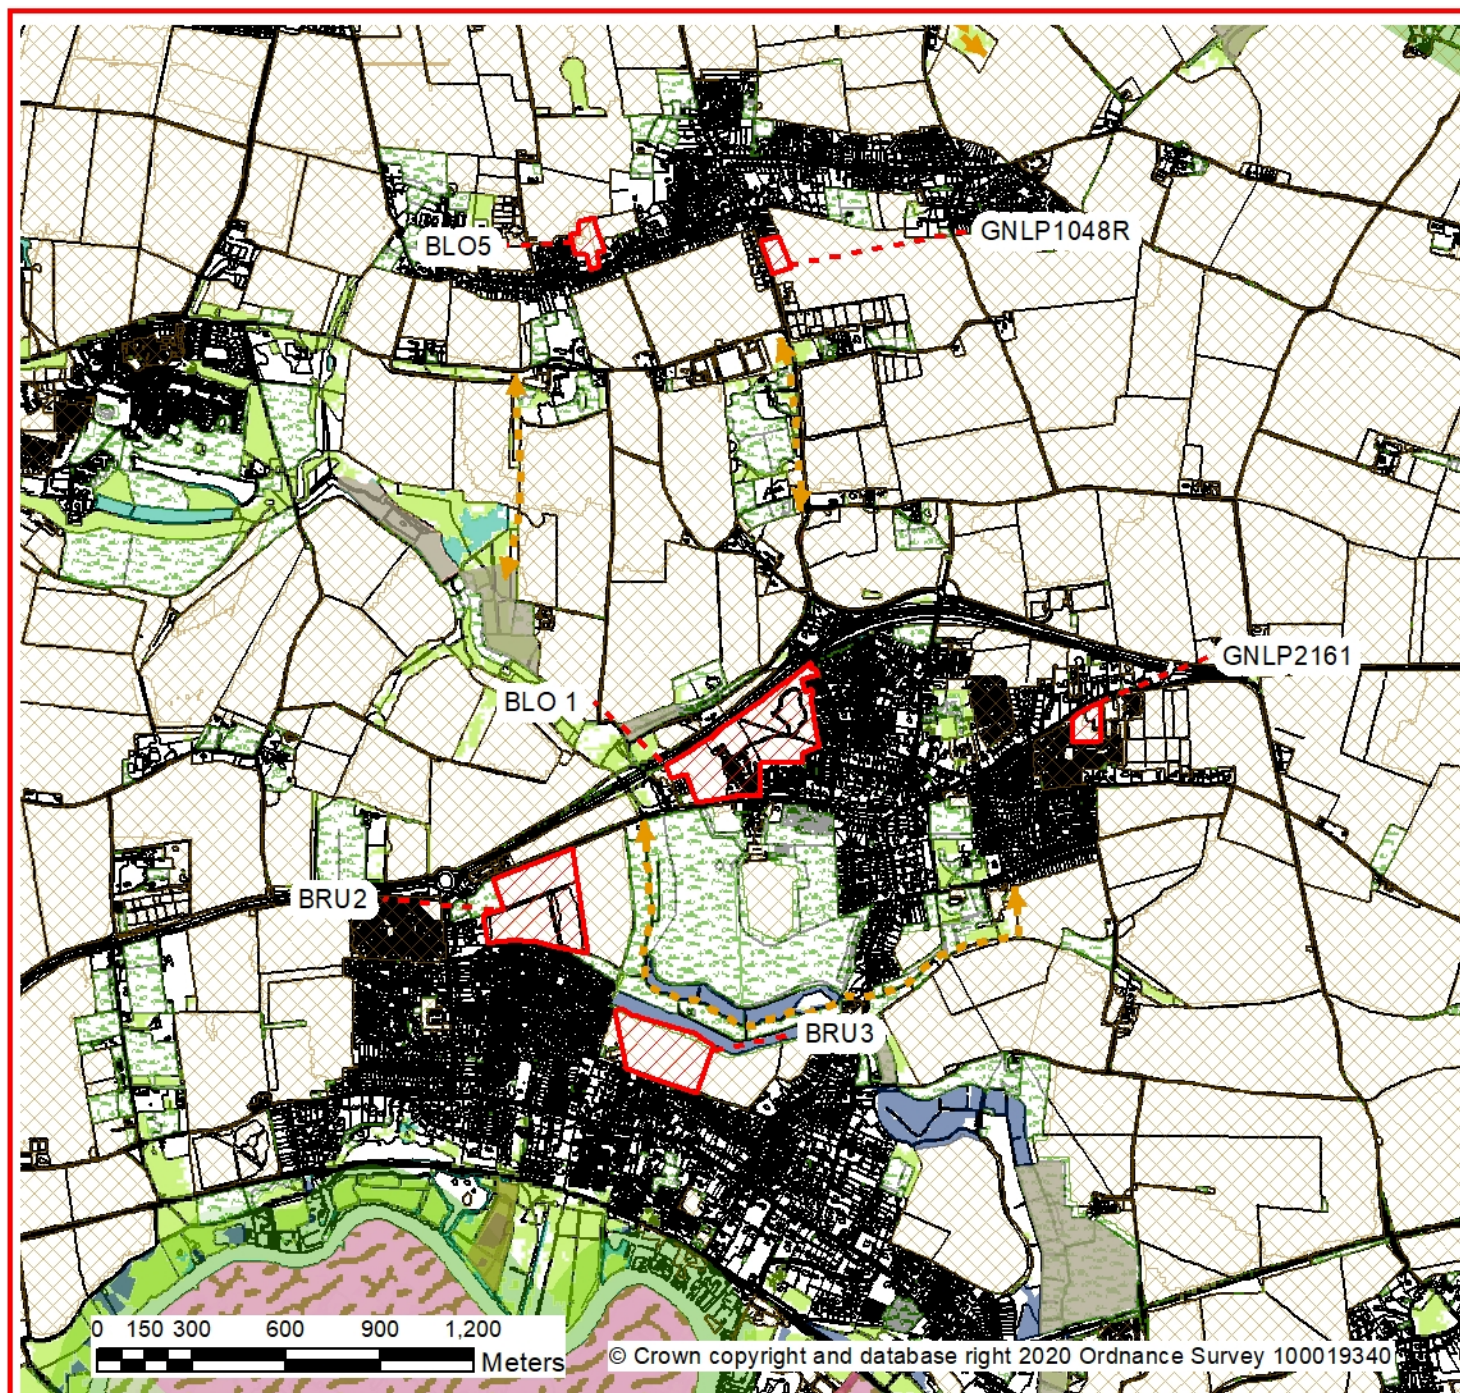 GNLP1048R
BLO5
GNLP2161
BLO 1
BRU2
BRU3
0 150 300 600 900 1,200
Meters
© Crown copyright and database right 2020 Ordnance Survey 100019340